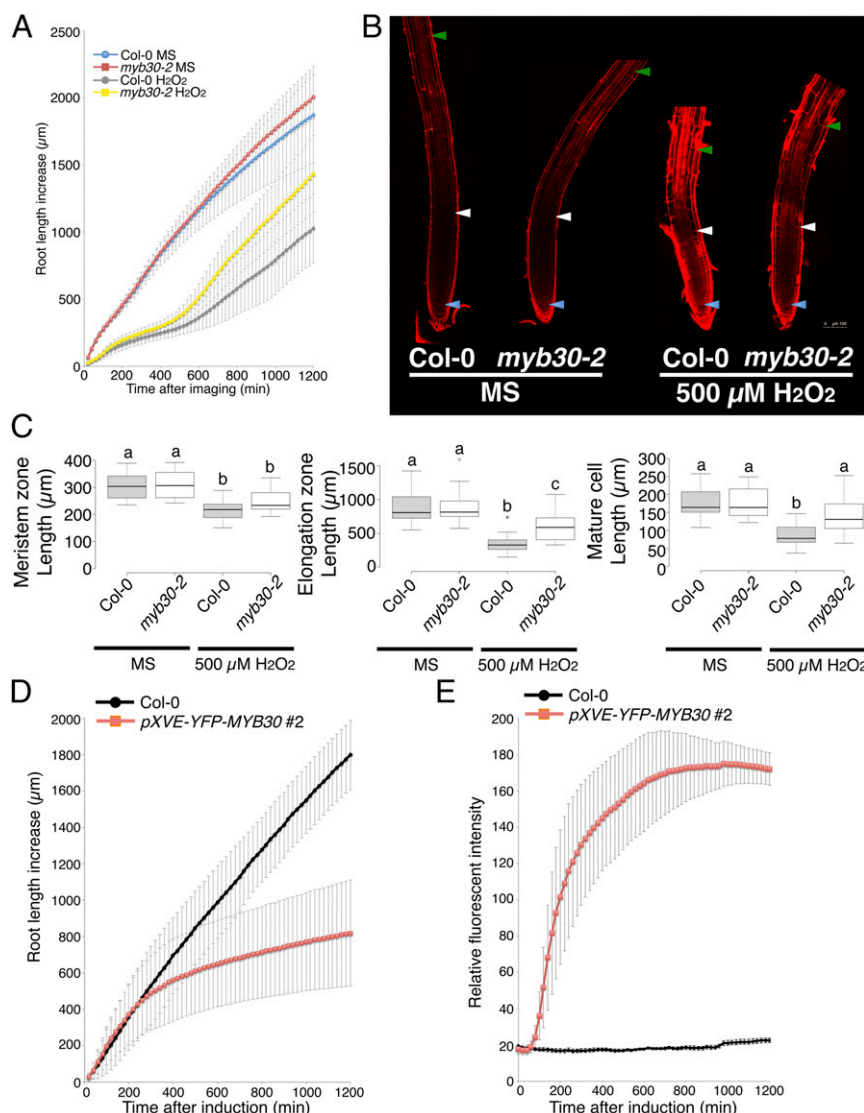 A
2500
2000
1500
1000
500
0
Root length increase (µm)
Col-0 MS
myb30-2 MS
Col-0 H2O2
myb30-2 H2O2
0 200 400 600 800 1000 1200
Time after imaging (min)
B
0 µm 100
Col-0 myb30-2 Col-0 myb30-2
MS 500 µM H2O2
C
Meristem zone
Length (µm)
400
300
200
100
0
a a b b
Col-0 myb30-2 Col-0 myb30-2
MS 500 µM H2O2
Elongation zone
Length (µm)
1500
1000
500
0
a a b c
Col-0 myb30-2 Col-0 myb30-2
MS 500 µM H2O2
Mature cell
Length (µm)
300
250
200
150
100
50
0
a a b a
Col-0 myb30-2 Col-0 myb30-2
MS 500 µM H2O2
D
Col-0
pXVE-YFP-MYB30 #2
2000
1800
1600
1400
1200
1000
800
600
400
200
0
Root length increase (µm)
0 200 400 600 800 1000 1200
Time after induction (min)
E
Col-0
pXVE-YFP-MYB30 #2
200
180
160
140
120
100
80
60
40
20
0
Relative fluorescent intensity
0 200 400 600 800 1000 1200
Time after induction (min)